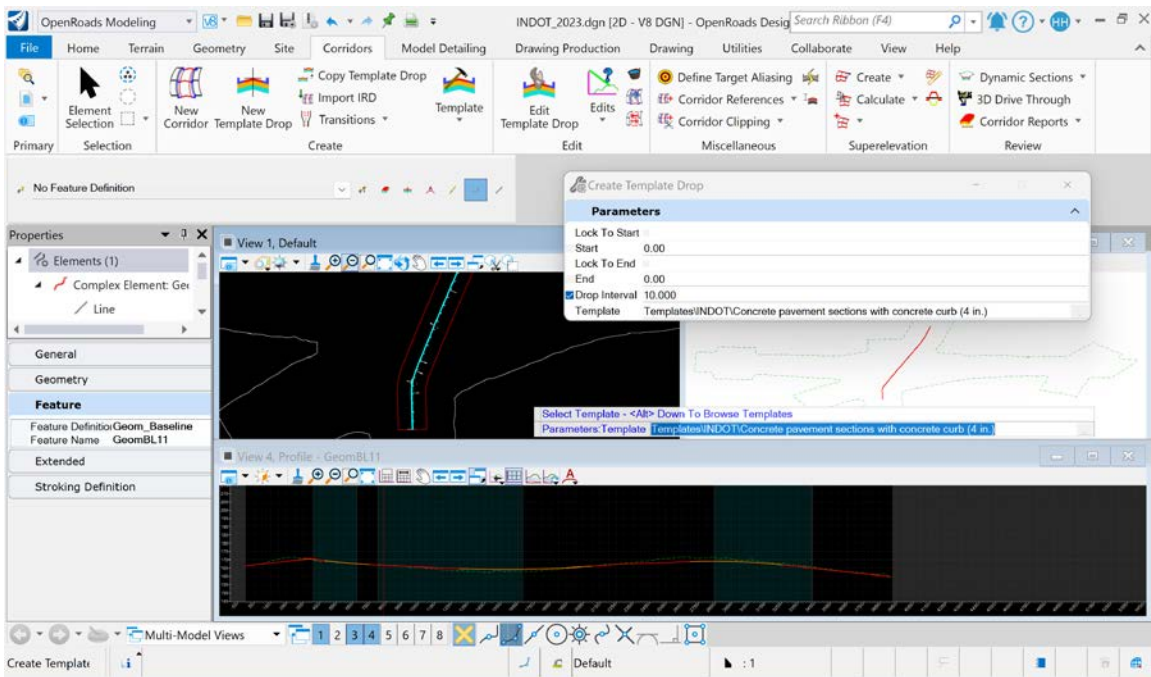 OpenRoads Modeling
INDOT_2023.dgn [2D - V8 DGN] - OpenRoads Desig
Search Ribbon (F4)
HH
File Home Terrain Geometry Site Corridors Model Detailing Drawing Production Drawing Utilities Collaborate View Help
Element Selection
New Corridor
New Template Drop
Copy Template Drop
Import IRD
Transitions
Template
Edit Template Drop
Edits
Define Target Aliasing
Corridor References
Corridor Clipping
Create
Calculate
Dynamic Sections
3D Drive Through
Corridor Reports
Primary Selection Create Edit Miscellaneous Superelevation Review
No Feature Definition
Create Template Drop
Parameters
Lock To Start
Start 0.00
Lock To End
End 0.00
Drop Interval 10.000
Template Templates\INDOT\Concrete pavement sections with concrete curb (4 in.)
Properties
Elements (1)
Complex Element: Geo
Line
General
Geometry
Feature
Feature Definitio Geom_Baseline
Feature Name GeomBL11
Extended
Stroking Definition
View 1, Default
Select Template - <Alt> Down To Browse Templates
Parameters:Template Templates\INDOT\Concrete pavement sections with concrete curb (4 in.)
View 4, Profile - GeomBL11
Multi-Model Views 1 2 3 4 5 6 7 8
Create Template
Default
: 1